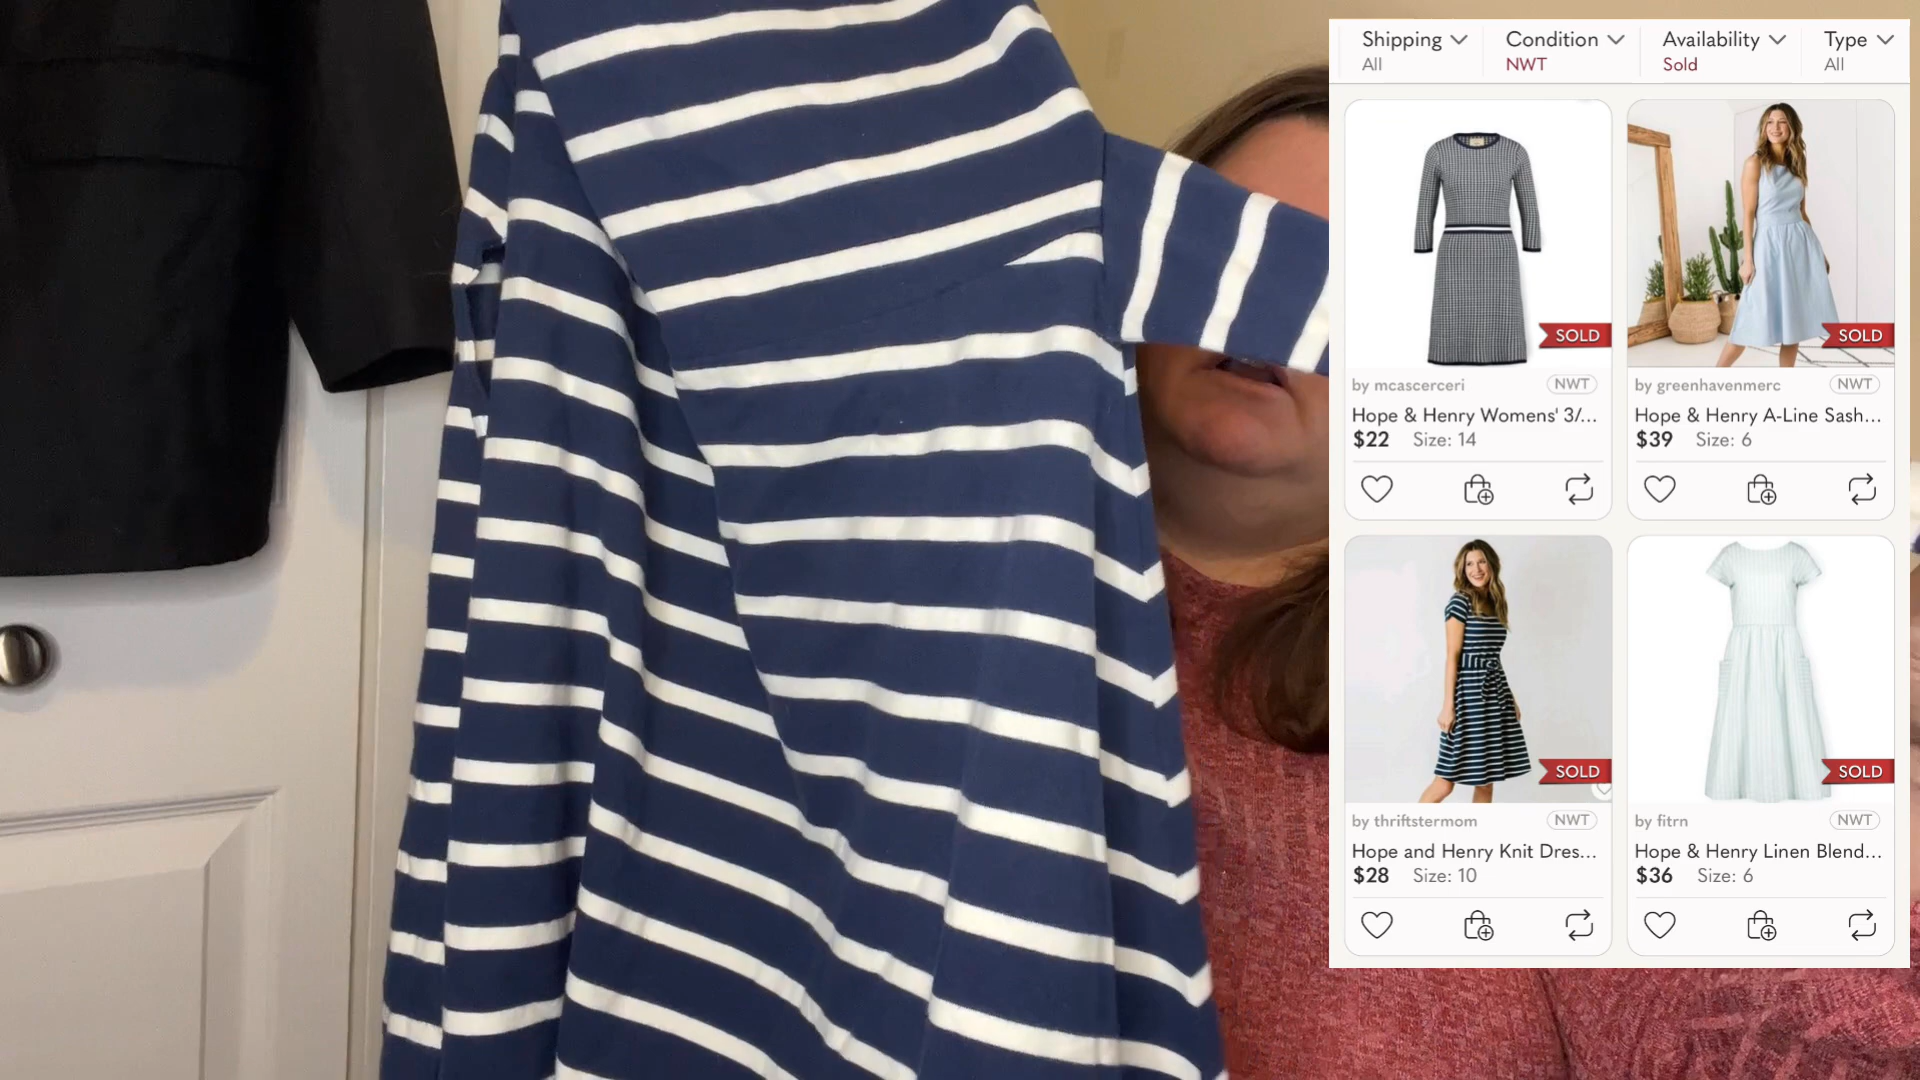 Shipping
All
Condition
NWT
Availability
Sold
Type
All
SOLD
by mcascerceri NWT
Hope & Henry Womens' 3/...
$22 Size: 14
SOLD
by greenhavenmerc NWT
Hope & Henry A-Line Sash...
$39 Size: 6
SOLD
by thriftstermom NWT
Hope and Henry Knit Dres...
$28 Size: 10
SOLD
by fitrn NWT
Hope & Henry Linen Blend...
$36 Size: 6